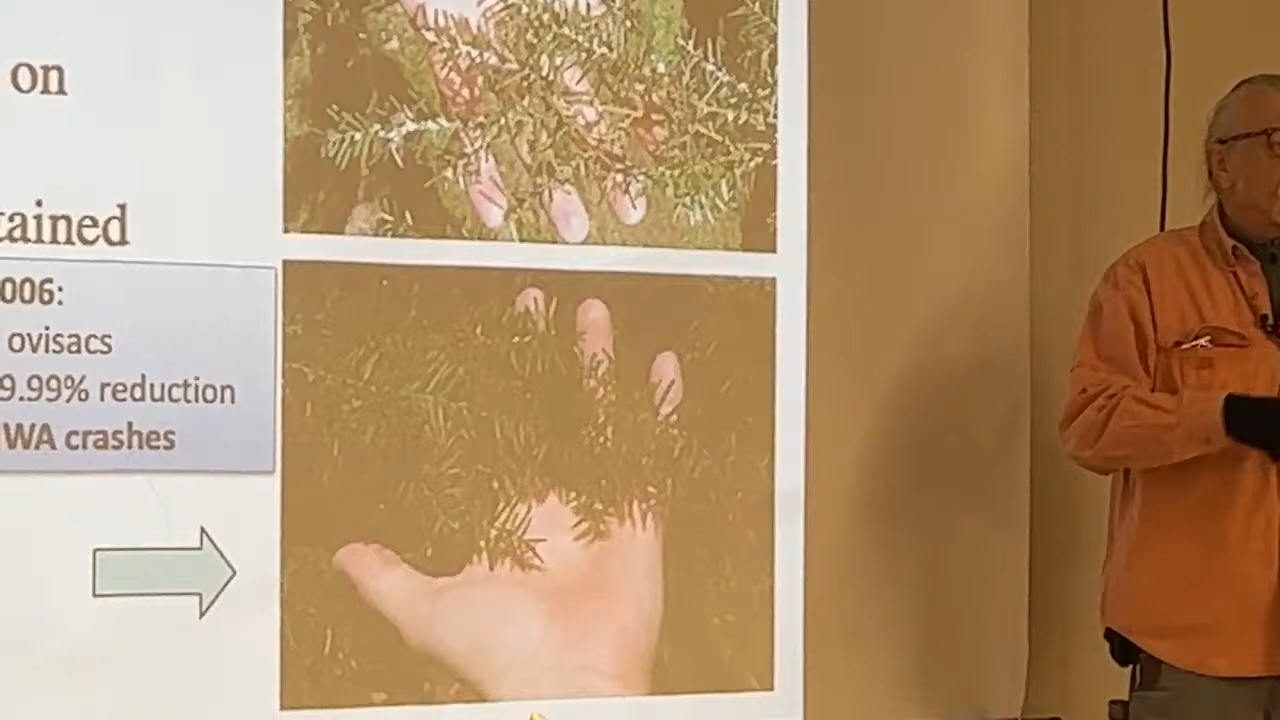 on
tained
006:
ovisacs
9.99% reduction
WA crashes